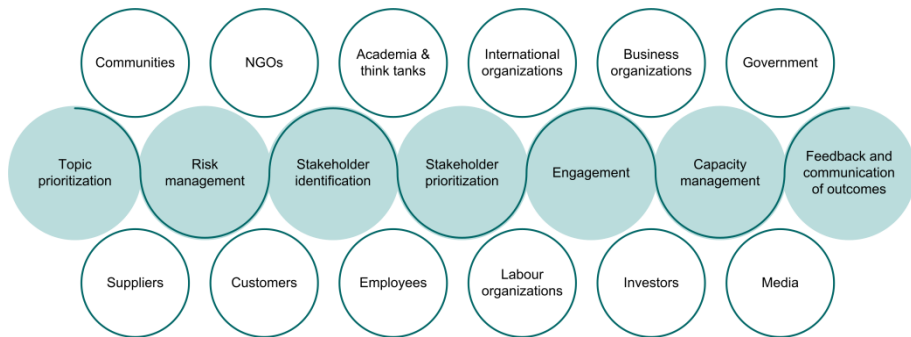 Communities
NGOs
Academia &
think tanks
International
organizations
Business
organizations
Government
Topic
prioritization
Risk
management
Stakeholder
identification
Stakeholder
prioritization
Engagement
Capacity
management
Feedback and
communication
of outcomes
Suppliers
Customers
Employees
Labour
organizations
Investors
Media